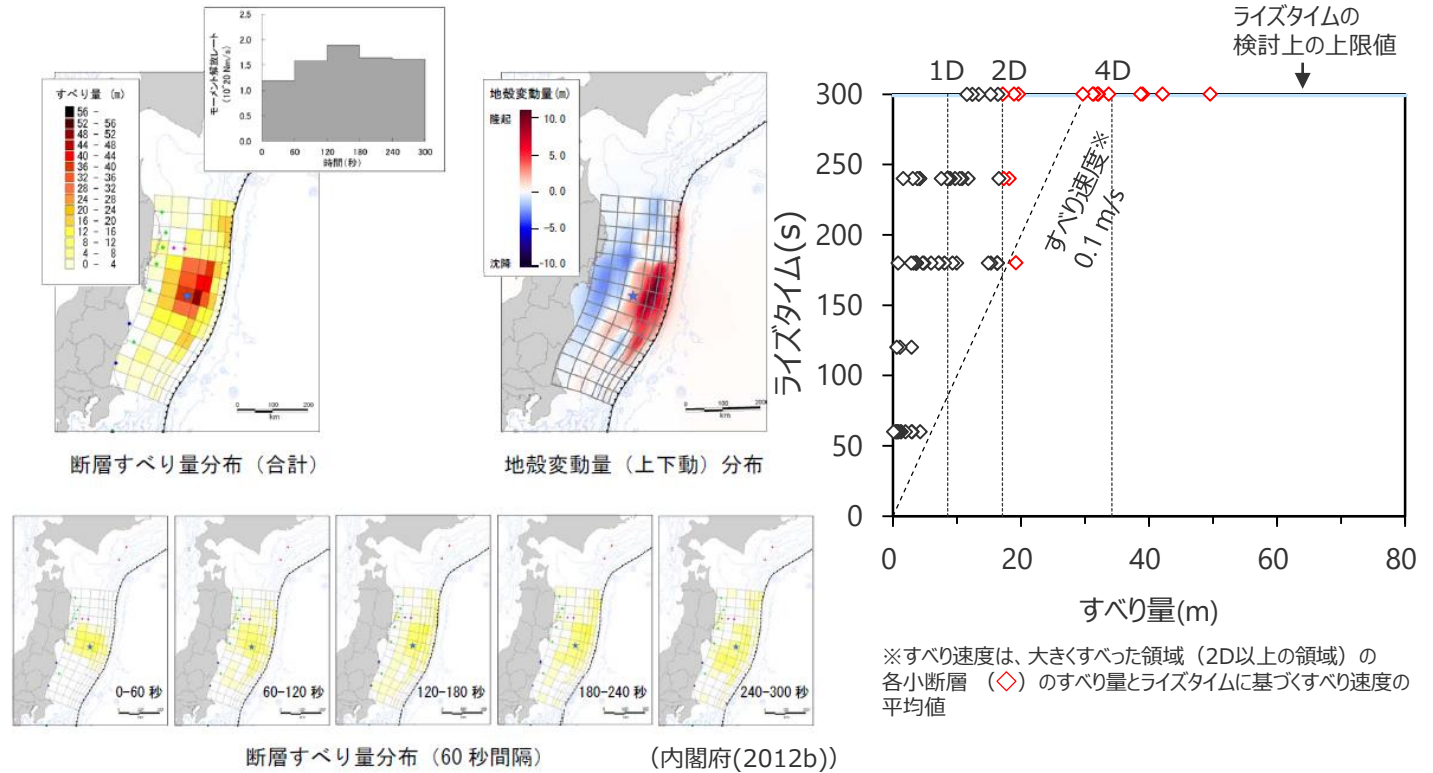 モーメント解放レート
(10^20 Nm/s)
2.5
2.0
1.5
1.0
0.5
0.0
0 60 120 180 240 300
時間(秒)
すべり量 (m)
56 -
52 - 56
48 - 52
44 - 48
40 - 44
36 - 40
32 - 36
28 - 32
24 - 28
20 - 24
16 - 20
12 - 16
8 - 12
4 - 8
0 - 4
0 100 200
km
断層すべり量分布(合計)
地殻変動量(m)
隆起
10.0
5.0
0.0
-5.0
沈降
-10.0
0 100 200
km
地殻変動量(上下動)分布
0-60 秒
60-120 秒
120-180 秒
180-240 秒
240-300 秒
断層すべり量分布(60 秒間隔)
(内閣府(2012b))
ライズタイムの
検討上の上限値
1D 2D 4D
ライズタイム(s)
300
250
200
150
100
50
0
すべり速度※
0.1 m/s
0 20 40 60 80
すべり量(m)
※すべり速度は、大きくすべった領域(2D以上の領域)の
各小断層 (◇)のすべり量とライズタイムに基づくすべり速度の
平均値